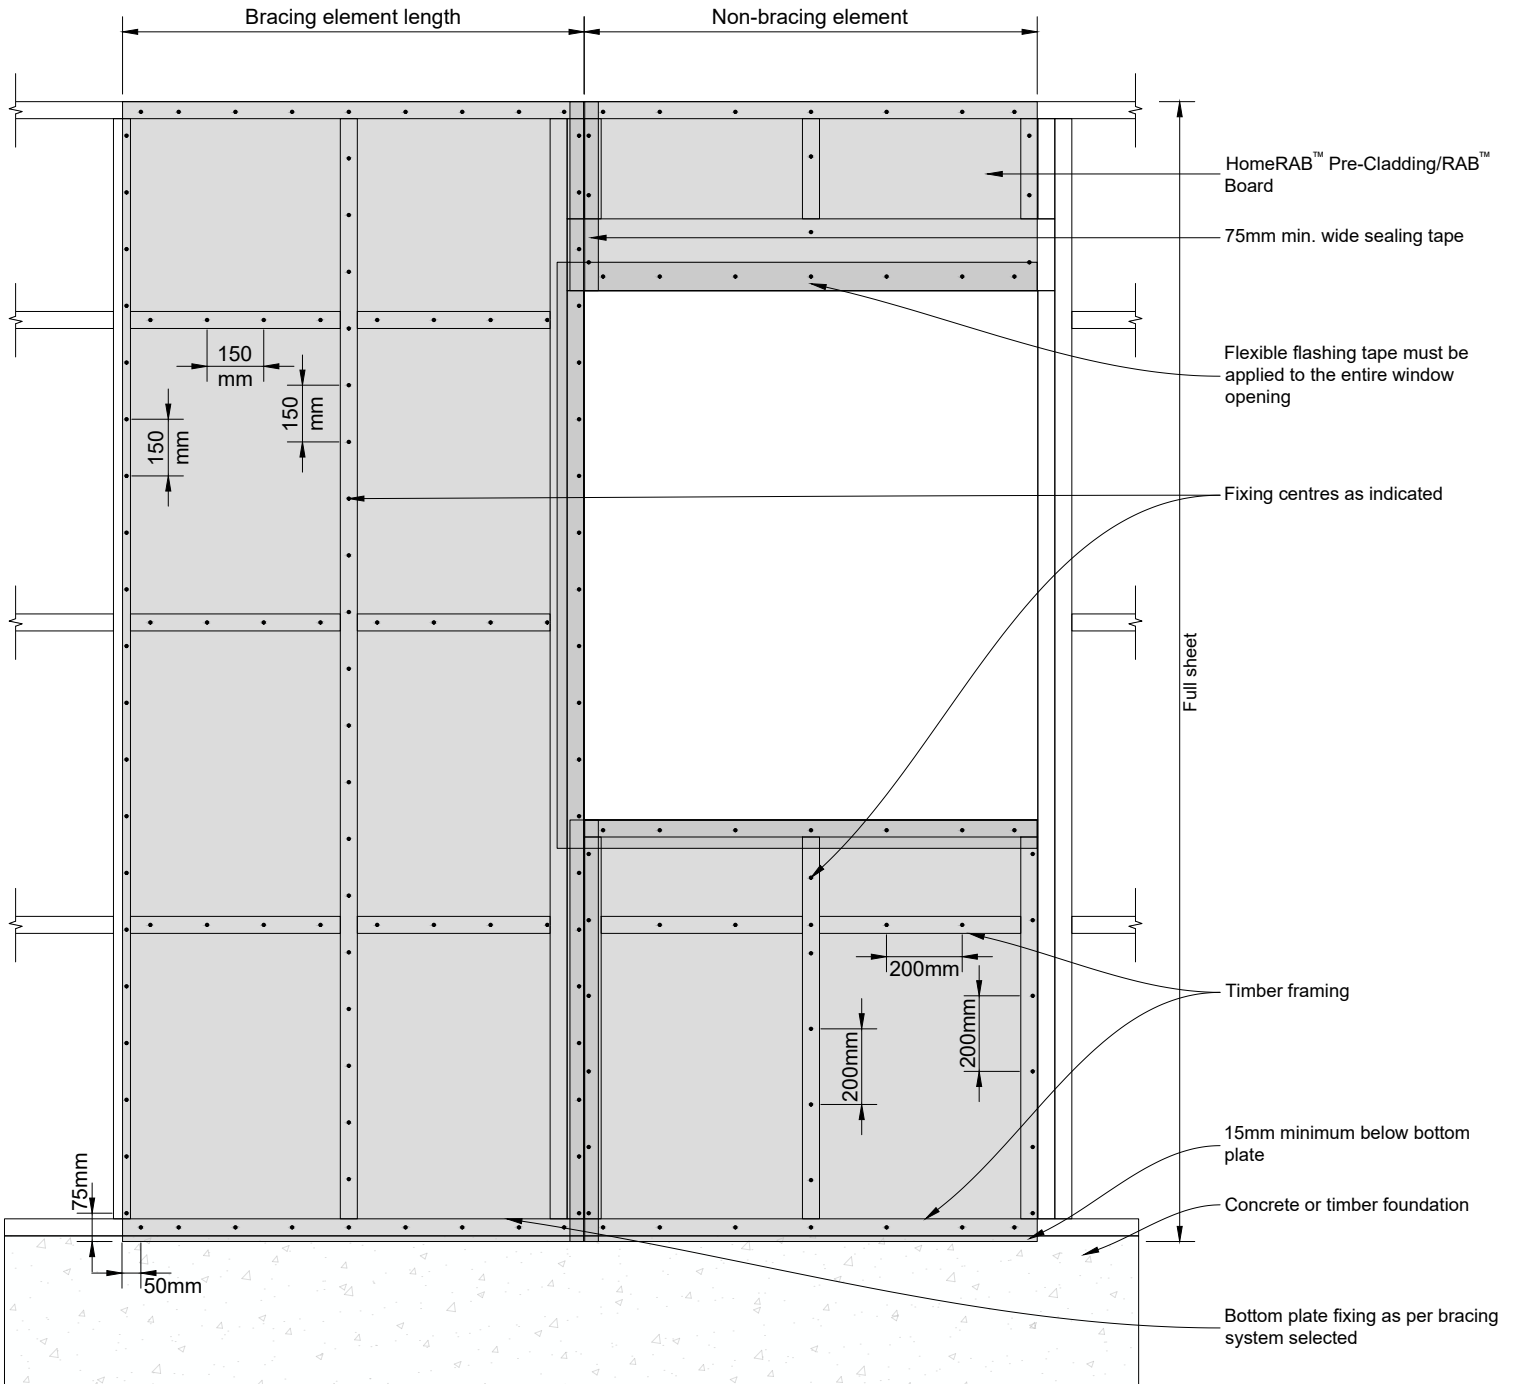 Bracing element length
Non-bracing element
HomeRAB™ Pre-Cladding/RAB™
Board
75mm min. wide sealing tape
Flexible flashing tape must be
applied to the entire window
opening
150
mm
150
mm
150
mm
Fixing centres as indicated
Full sheet
200mm
200mm
200mm
Timber framing
15mm minimum below bottom
plate
75mm
Concrete or timber foundation
50mm
Bottom plate fixing as per bracing
system selected